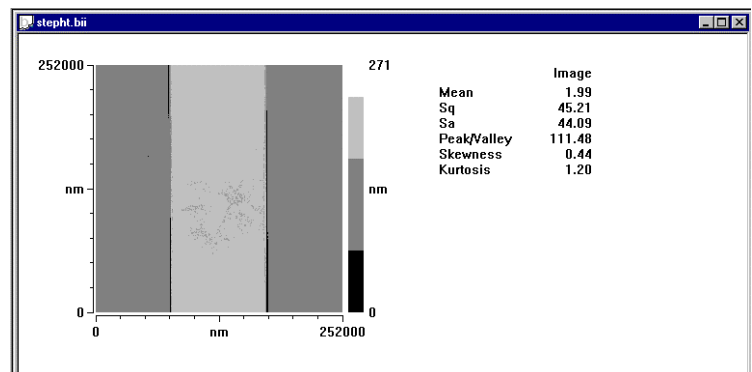 stepht.bii
252000
271
nm
nm
0
0
0
nm
252000
Image
Mean 1.99
Sq 45.21
Sa 44.09
Peak/Valley 111.48
Skewness 0.44
Kurtosis 1.20